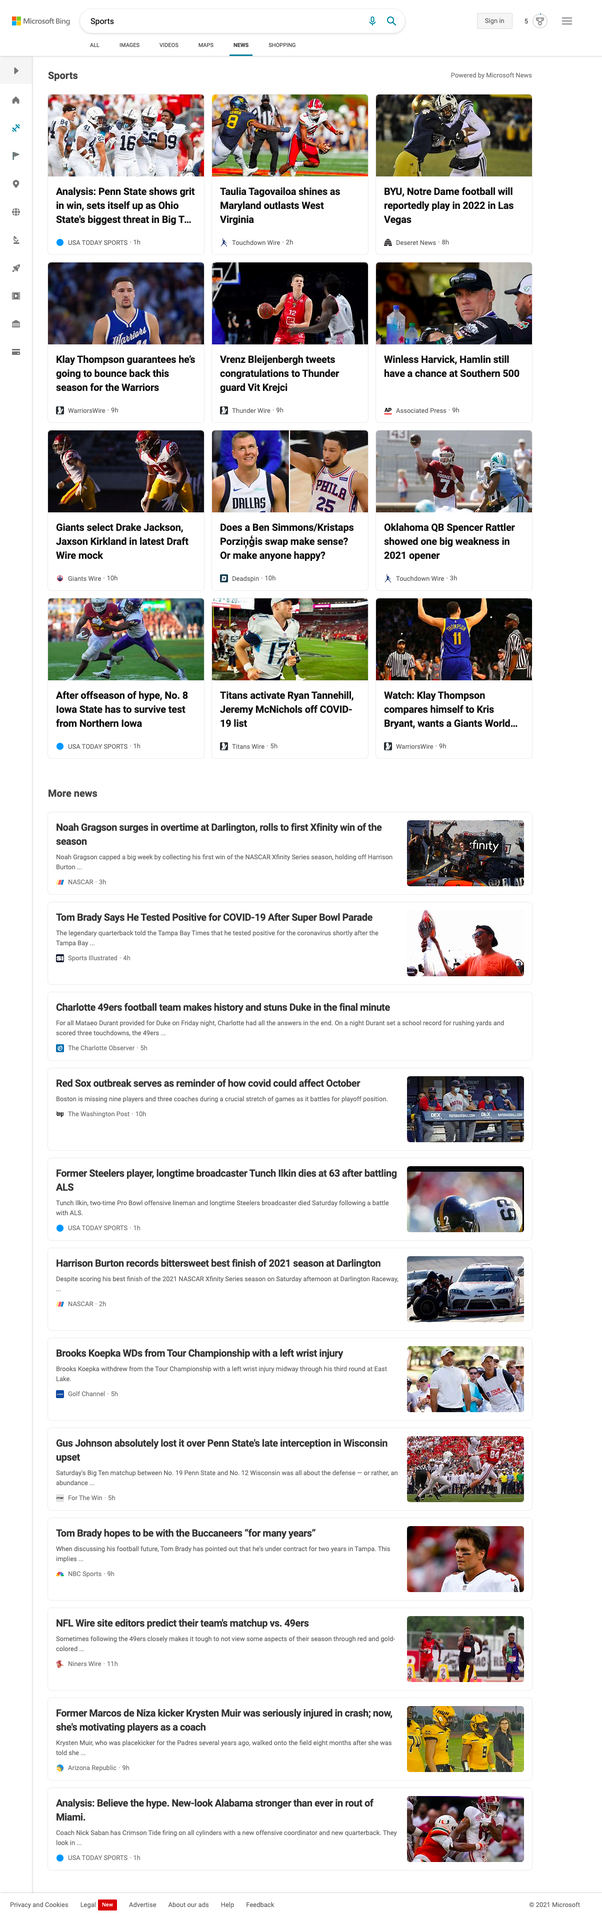 Microsoft Bing
Sports
Sign in
5
ALL
IMAGES
VIDEOS
MAPS
NEWS
SHOPPING
Sports
Powered by Microsoft News
Analysis: Penn State shows grit
in win, sets itself up as Ohio
State's biggest threat in Big T...
USA TODAY SPORTS · 1h
Taulia Tagovailoa shines as
Maryland outlasts West
Virginia
Touchdown Wire · 2h
BYU, Notre Dame football will
reportedly play in 2022 in Las
Vegas
Deseret News · 8h
Klay Thompson guarantees he's
going to bounce back this
season for the Warriors
WarriorsWire · 9h
Vrenz Bleijenbergh tweets
congratulations to Thunder
guard Vit Krejci
Thunder Wire · 9h
Winless Harvick, Hamlin still
have a chance at Southern 500
AP
Associated Press · 9h
Giants select Drake Jackson,
Jaxson Kirkland in latest Draft
Wire mock
Giants Wire · 10h
DALLAS
PHILA
25
Does a Ben Simmons/Kristaps
Porziņģis swap make sense?
Or make anyone happy?
Deadspin · 10h
Oklahoma QB Spencer Rattler
showed one big weakness in
2021 opener
Touchdown Wire · 3h
After offseason of hype, No. 8
Iowa State has to survive test
from Northern Iowa
USA TODAY SPORTS · 1h
17
Titans activate Ryan Tannehill,
Jeremy McNichols off COVID-
19 list
Titans Wire · 5h
11
Watch: Klay Thompson
compares himself to Kris
Bryant, wants a Giants World...
WarriorsWire · 9h
More news
Noah Gragson surges in overtime at Darlington, rolls to first Xfinity win of the
season
Noah Gragson capped a big week by collecting his first win of the NASCAR Xfinity Series season, holding off Harrison
Burton ...
NASCAR · 3h
xfinity
Tom Brady Says He Tested Positive for COVID-19 After Super Bowl Parade
The legendary quarterback told the Tampa Bay Times that he tested positive for the coronavirus shortly after the
Tampa Bay ...
Sports Illustrated · 4h
Charlotte 49ers football team makes history and stuns Duke in the final minute
For all Mataeo Durant provided for Duke on Friday night, Charlotte had all the answers in the end. On a night Durant set a school record for rushing yards and
scored three touchdowns, the 49ers ...
The Charlotte Observer · 5h
Red Sox outbreak serves as reminder of how covid could affect October
Boston is missing nine players and three coaches during a crucial stretch of games as it battles for playoff position.
The Washington Post · 10h
Former Steelers player, longtime broadcaster Tunch Ilkin dies at 63 after battling
ALS
Tunch Ilkin, two-time Pro Bowl offensive lineman and longtime Steelers broadcaster died Saturday following a battle
with ALS.
USA TODAY SPORTS · 1h
Harrison Burton records bittersweet best finish of 2021 season at Darlington
Despite scoring his best finish of the 2021 NASCAR Xfinity Series season on Saturday afternoon at Darlington Raceway,
...
NASCAR · 2h
Brooks Koepka WDs from Tour Championship with a left wrist injury
Brooks Koepka withdrew from the Tour Championship with a left wrist injury midway through his third round at East
Lake.
Golf Channel · 5h
Gus Johnson absolutely lost it over Penn State's late interception in Wisconsin
upset
Saturday's Big Ten matchup between No. 19 Penn State and No. 12 Wisconsin was all about the defense — or rather, an
abundance ...
For The Win · 5h
Tom Brady hopes to be with the Buccaneers “for many years”
When discussing his football future, Tom Brady has pointed out that he's under contract for two years in Tampa. This
implies ...
NBC Sports · 9h
NFL Wire site editors predict their team's matchup vs. 49ers
Sometimes following the 49ers closely makes it tough to not view some aspects of their season through red and gold-
colored ...
Niners Wire · 11h
Former Marcos de Niza kicker Krysten Muir was seriously injured in crash; now,
she's motivating players as a coach
Krysten Muir, who was placekicker for the Padres several years ago, walked onto the field eight months after she was
told she ...
Arizona Republic · 9h
Analysis: Believe the hype. New-look Alabama stronger than ever in rout of
Miami.
Coach Nick Saban has Crimson Tide firing on all cylinders with a new offensive coordinator and new quarterback. They
look in ...
USA TODAY SPORTS · 1h
Privacy and Cookies
Legal
New
Advertise
About our ads
Help
Feedback
© 2021 Microsoft